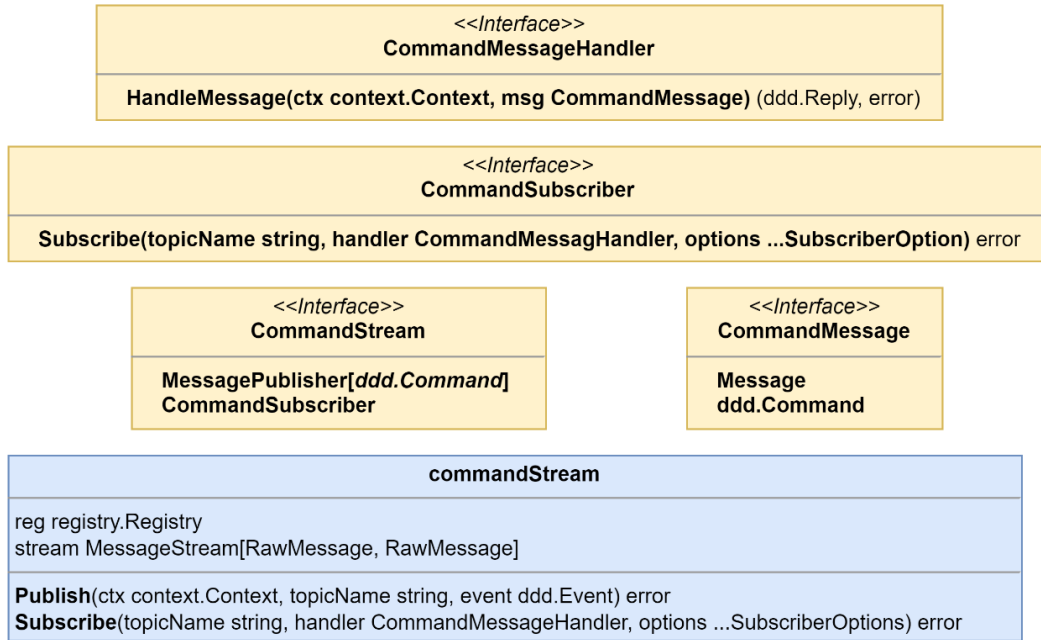 <<Interface>>
CommandMessageHandler
HandleMessage(ctx context.Context, msg CommandMessage) (ddd.Reply, error)
<<Interface>>
CommandSubscriber
Subscribe(topicName string, handler CommandMessagHandler, options ...SubscriberOption) error
<<Interface>>
CommandStream
MessagePublisher[ddd.Command]
CommandSubscriber
<<Interface>>
CommandMessage
Message
ddd.Command
commandStream
reg registry.Registry
stream MessageStream[RawMessage, RawMessage]
Publish(ctx context.Context, topicName string, event ddd.Event) error
Subscribe(topicName string, handler CommandMessageHandler, options ...SubscriberOptions) error